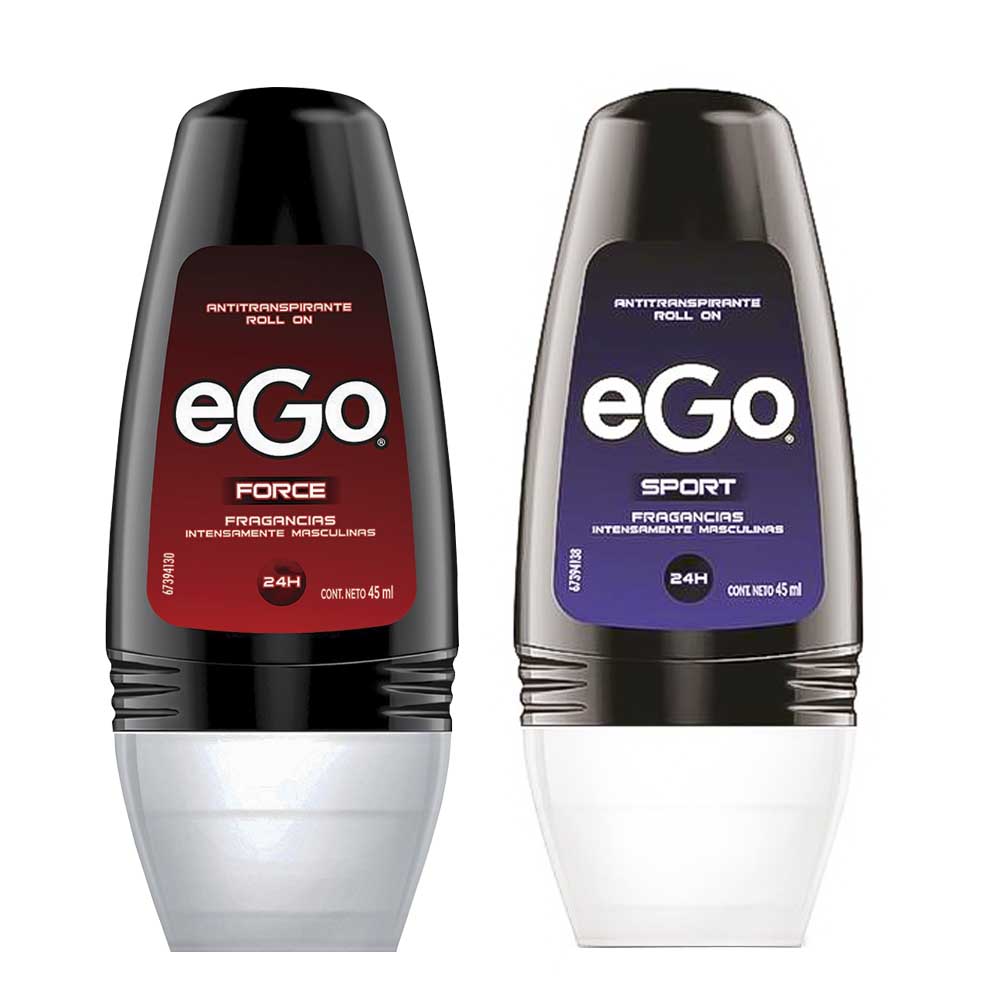 ANTITRANSPIRANTE
ROLL ON
eGo®
FORCE
FRAGANCIAS
INTENSAMENTE MASCULINAS
24H
CONT. NETO 45 ml
67394130
ANTITRANSPIRANTE
ROLL ON
eGo®
SPORT
FRAGANCIAS
INTENSAMENTE MASCULINAS
24H
CONT. NETO 45 ml
67394138